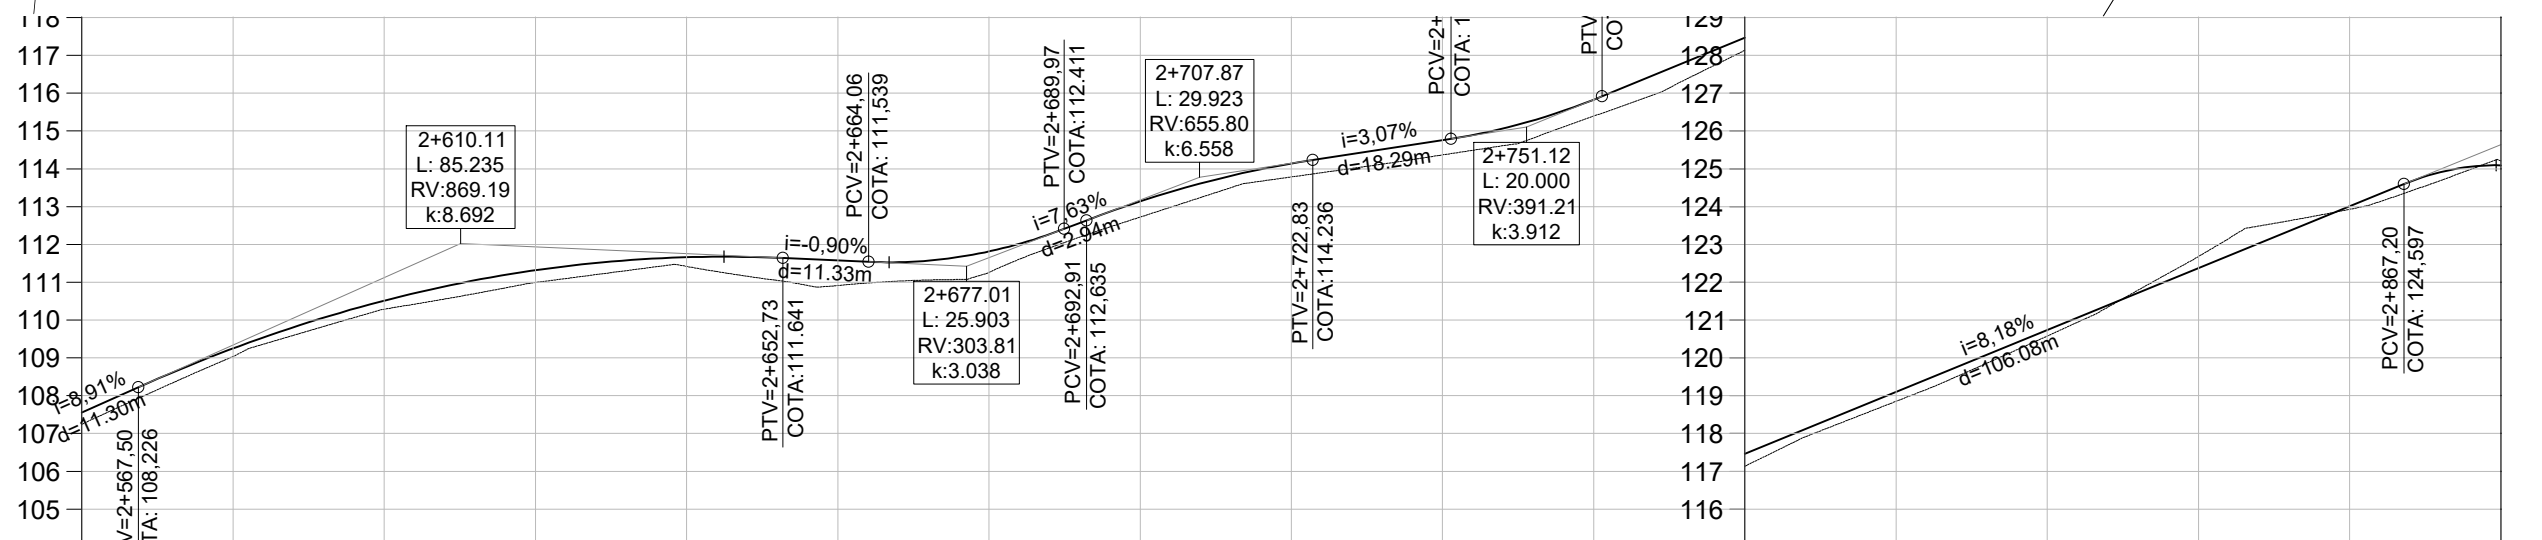 118
117
116
115
114
113
112
111
110
109
108
107
106
105
i=8,91%
d=11.30m
V=2+567,50
TA: 108,226
2+610.11
L: 85.235
RV:869.19
k:8.692
PTV=2+652,73
COTA:111.641
i=-0,90%
d=11.33m
PCV=2+664,06
COTA: 111,539
2+677.01
L: 25.903
RV:303.81
k:3.038
PTV=2+689,97
COTA:112.411
i=7,63%
d=2.94m
PCV=2+692,91
COTA: 112,635
2+707.87
L: 29.923
RV:655.80
k:6.558
PTV=2+722,83
COTA:114.236
i=3,07%
d=18.29m
PCV=2+
COTA: 1
2+751.12
L: 20.000
RV:391.21
k:3.912
PTV
CO
129
128
127
126
125
124
123
122
121
120
119
118
117
116
i=8,18%
d=106.08m
PCV=2+867,20
COTA: 124,597